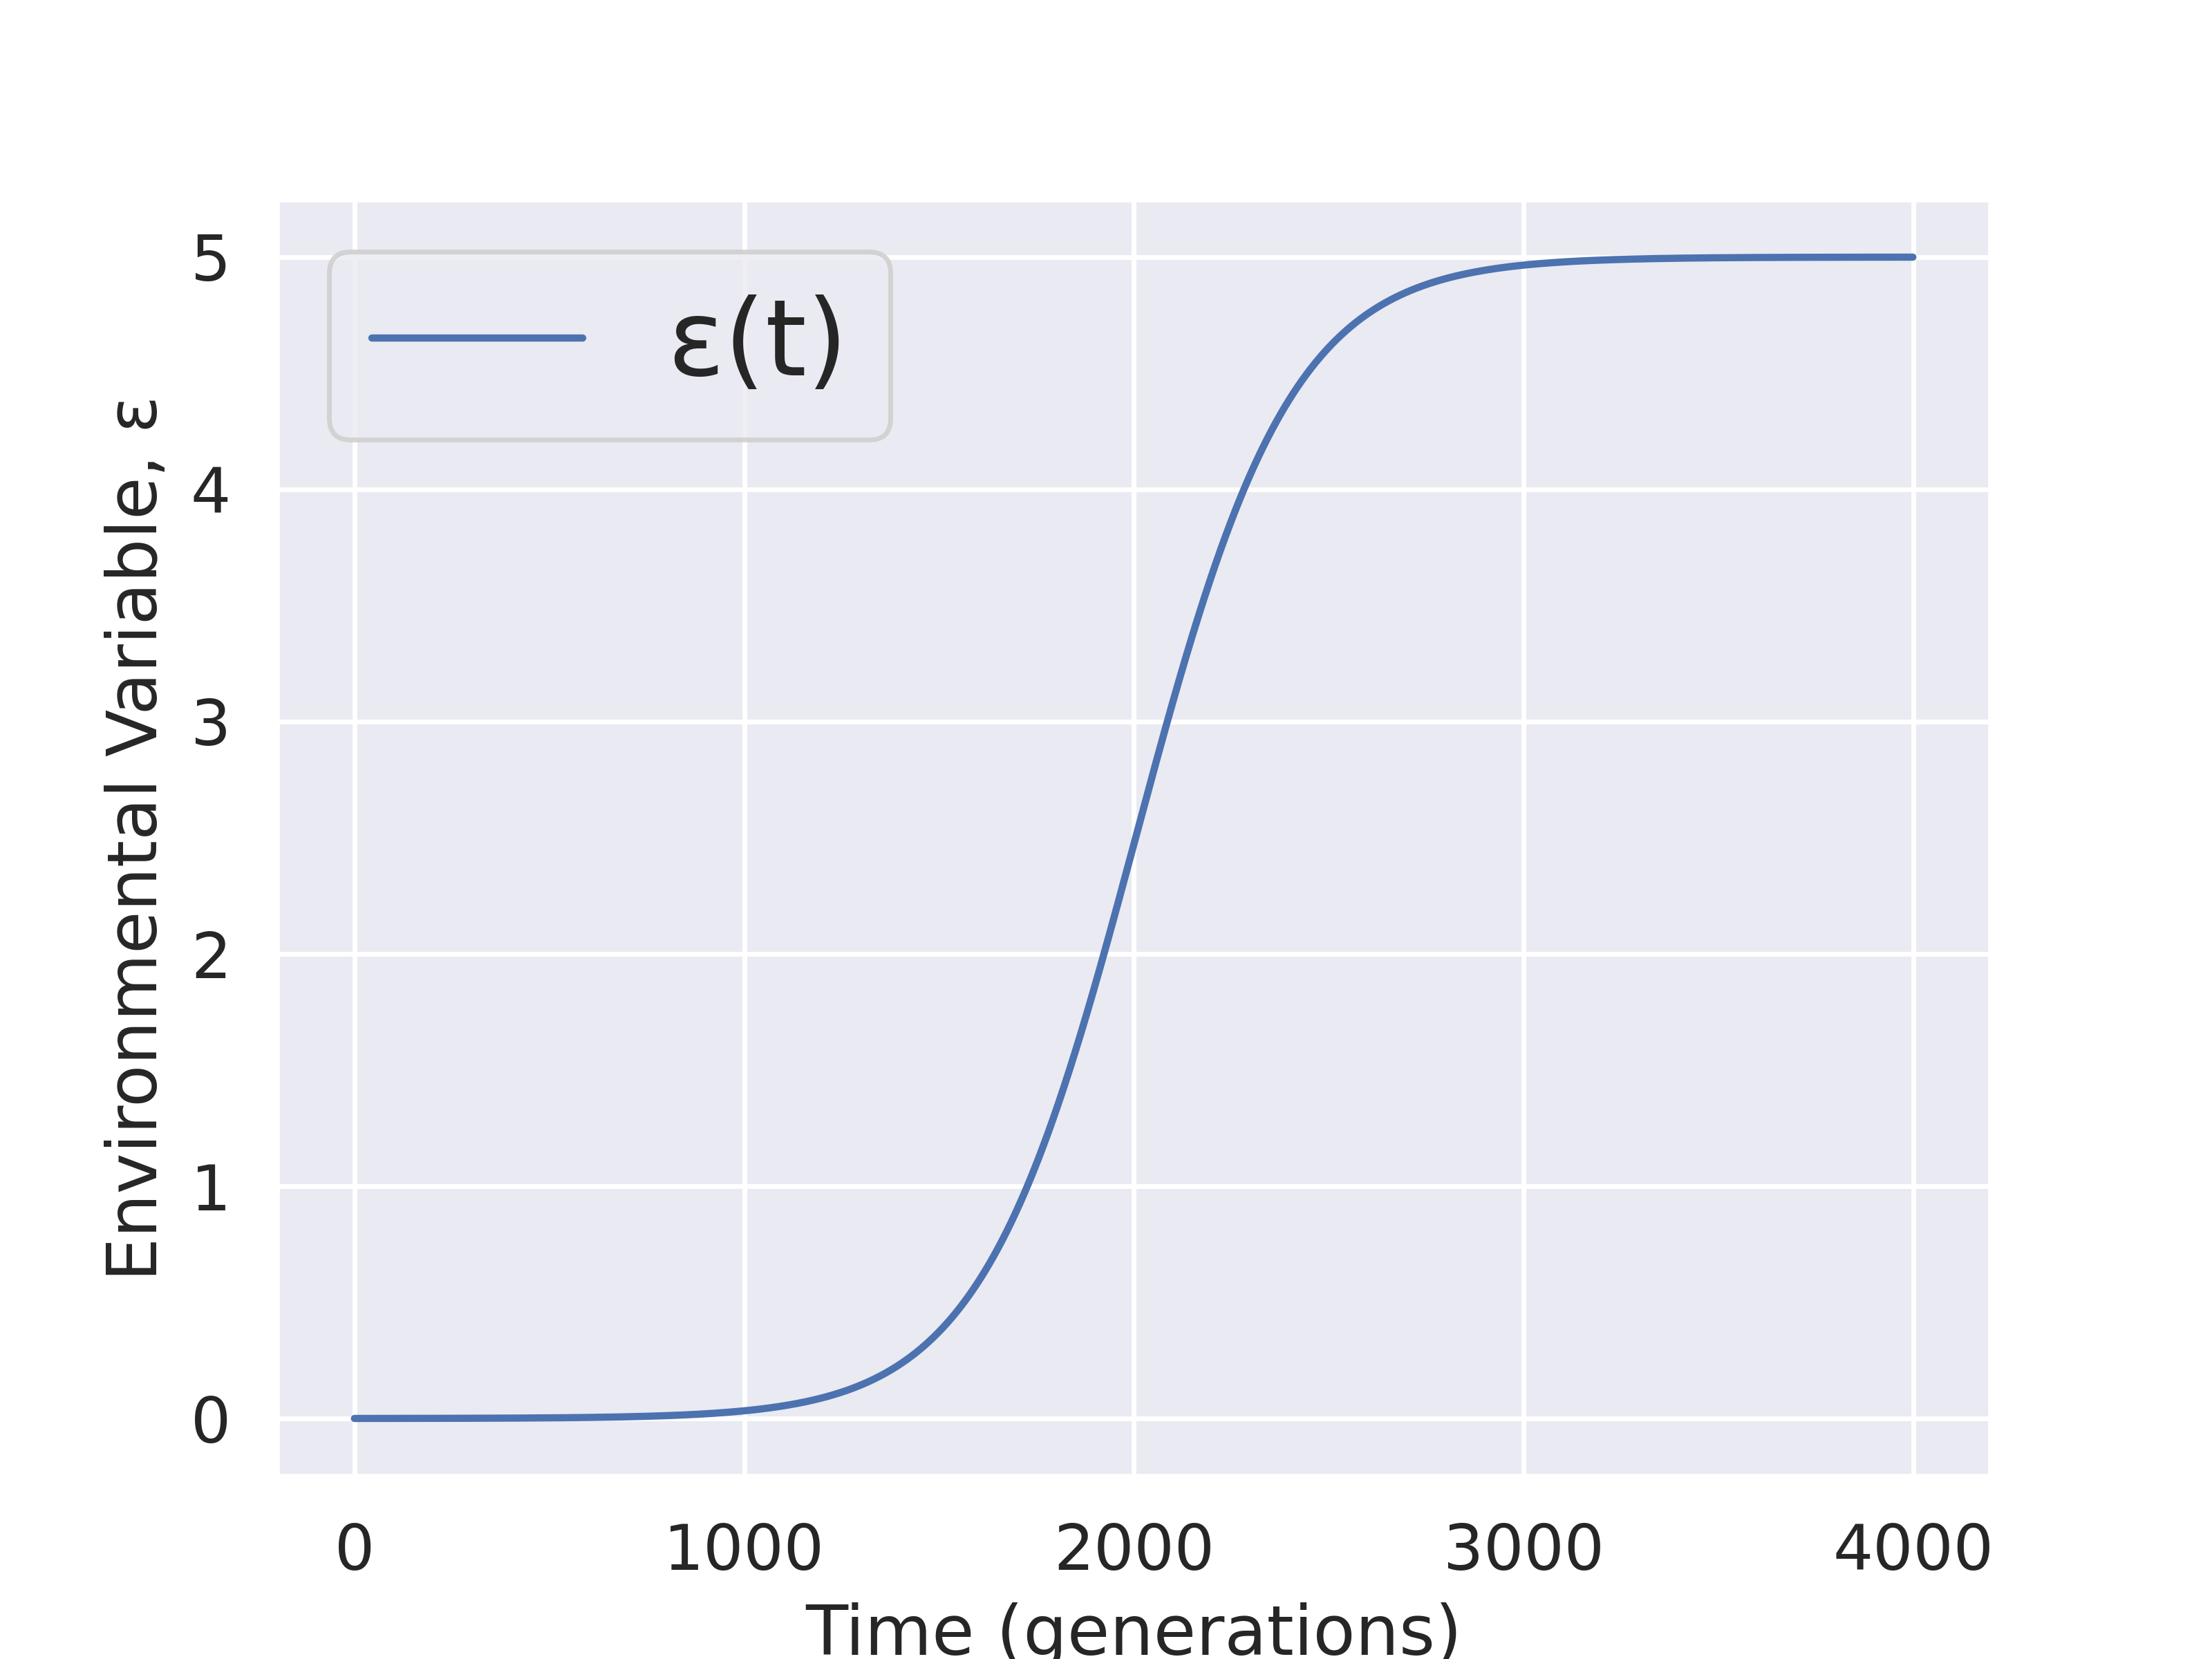 ε(t)
Environmental Variable, ε
5
4
3
2
1
0
0 1000 2000 3000 4000
Time (generations)